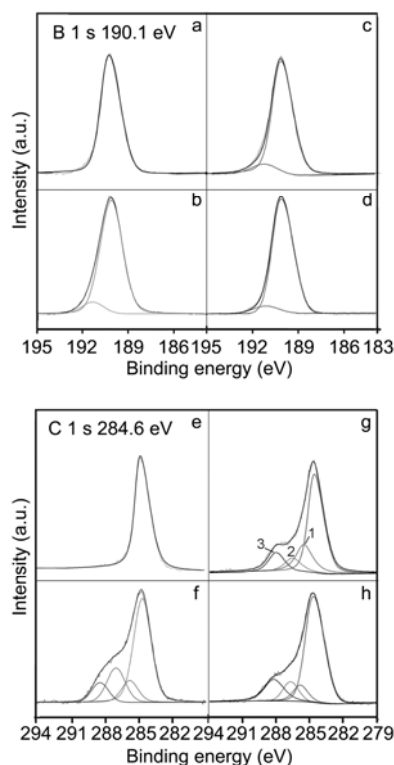 B 1 s 190.1 eV
a
c
b
d
Intensity (a.u.)
195 192 189 186 195 192 189 186 183
Binding energy (eV)
C 1 s 284.6 eV
e
g
3 2 1
f
h
Intensity (a.u.)
294 291 288 285 282 294 291 288 285 282 279
Binding energy (eV)